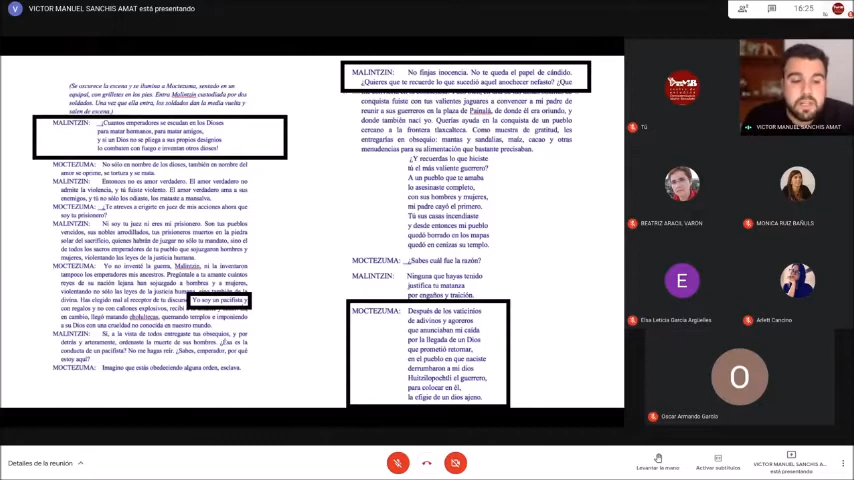 V VICTOR MANUEL SANCHIS AMAT está presentando
16:25
(Se oscurece la escena y se ilumina a Moctezuma, sentado en un
equipal, con grilletes en los pies. Entra Malintzin custodiada por dos
soldados. Una vez que ella entra, los soldados dan la media vuelta y
salen de escena.)
MALINTZIN: ¡Cuántos emperadores se escudan en los Dioses
para matar hermanos, para matar amigos,
y si un Dios no se pliega a sus propios designios
lo combaten con fuego e inventan otros dioses!
MOCTEZUMA: No sólo en nombre de los dioses, también en nombre del
amor se oprime, se tortura y se mata.
MALINTZIN: Entonces no es amor verdadero. El amor verdadero no
admite la violencia, y tú fuiste violento. El amor verdadero ama a sus
enemigos, y tú no sólo los odiaste, los mataste a mansalva.
MOCTEZUMA: ¿Te atreves a erigirte en juez de mis acciones ahora que
soy tu prisionero?
MALINTZIN: Ni soy tu juez ni eres mi prisionero. Son tus pueblos
vencidos, sus nobles arrodillados, tus prisioneros muertos en la piedra
solar del sacrificio, quienes habrán de juzgar no sólo tu mandato, sino el
de todos los sacros emperadores de tu pueblo que sojuzgaron hombres y
mujeres, violentando las leyes de la justicia humana.
MOCTEZUMA: Yo no inventé la guerra, Malintzin, ni la inventaron
tampoco los emperadores mis ancestros. Pregúntale a tu amante cuántos
reyes de su nación lejana han sojuzgado a hombres y a mujeres,
violentando no sólo las leyes de la justicia humana, sino también de la
divina. Has elegido mal al receptor de tu discurso. Yo soy un pacifista y
con regalos y no con cañones explosivos, recibí
en cambio, llegó matando cholultecas, quemando templos e imponiendo
a su Dios con una crueldad no conocida en nuestro mundo.
MALINTZIN: Sí, a la vista de todos entregaste tus obsequios, y por
detrás y arteramente, ordenaste la muerte de sus hombres. ¿Ésa es la
conducta de un pacifista? No me hagas reír. ¿Sabes, emperador, por qué
estoy aquí?
MOCTEZUMA: Imagino que estás obedeciendo alguna orden, esclava.
MALINTZIN: No finjas inocencia. No te queda el papel de cándido.
¿Quieres que te recuerde lo que sucedió aquel anochecer nefasto? ¿Que
conquista fuiste con tus valientes jaguares a convencer a mi padre de
reunir a sus guerreros en la plaza de Painalá, de donde él era oriundo, y
donde también nací yo. Querías ayuda en la conquista de un pueblo
cercano a la frontera tlaxcalteca. Como muestra de gratitud, les
entregarías en obsequio: mantas y sandalias, maíz, cacao y otras
menudencias para su alimentación que bastante precisaban.
¿Y recuerdas lo que hiciste
tú el más valiente guerrero?
A un pueblo que te amaba
lo asesinaste completo,
con sus hombres y mujeres,
mi padre cayó el primero.
Tú sus casas incendiaste
y desde entonces mi pueblo
quedó borrado en los mapas
quedó en cenizas su templo.
MOCTEZUMA: ¿Sabes cuál fue la razón?
MALINTZIN: Ninguna que hayas tenido
justifica tu matanza
por engaños y traición.
MOCTEZUMA: Después de los vaticinios
de adivinos y agoreros
que anunciaban mi caída
por la llegada de un Dios
que prometió retornar,
en el pueblo en que naciste
derrumbaron a mi dios
Huitzilopochtli el guerrero,
para colocar en él,
la efigie de un dios ajeno.
Tú
VICTOR MANUEL SANCHIS AMAT
BEATRIZ ARACIL VARON
MONICA RUIZ BAÑULS
E
Elsa Leticia García Argüelles
Arlett Cancino
O
Oscar Armando García
Detalles de la reunión
Levantar la mano
Activar subtítulos
VICTOR MANUEL SANCHIS AMAT
está presentando